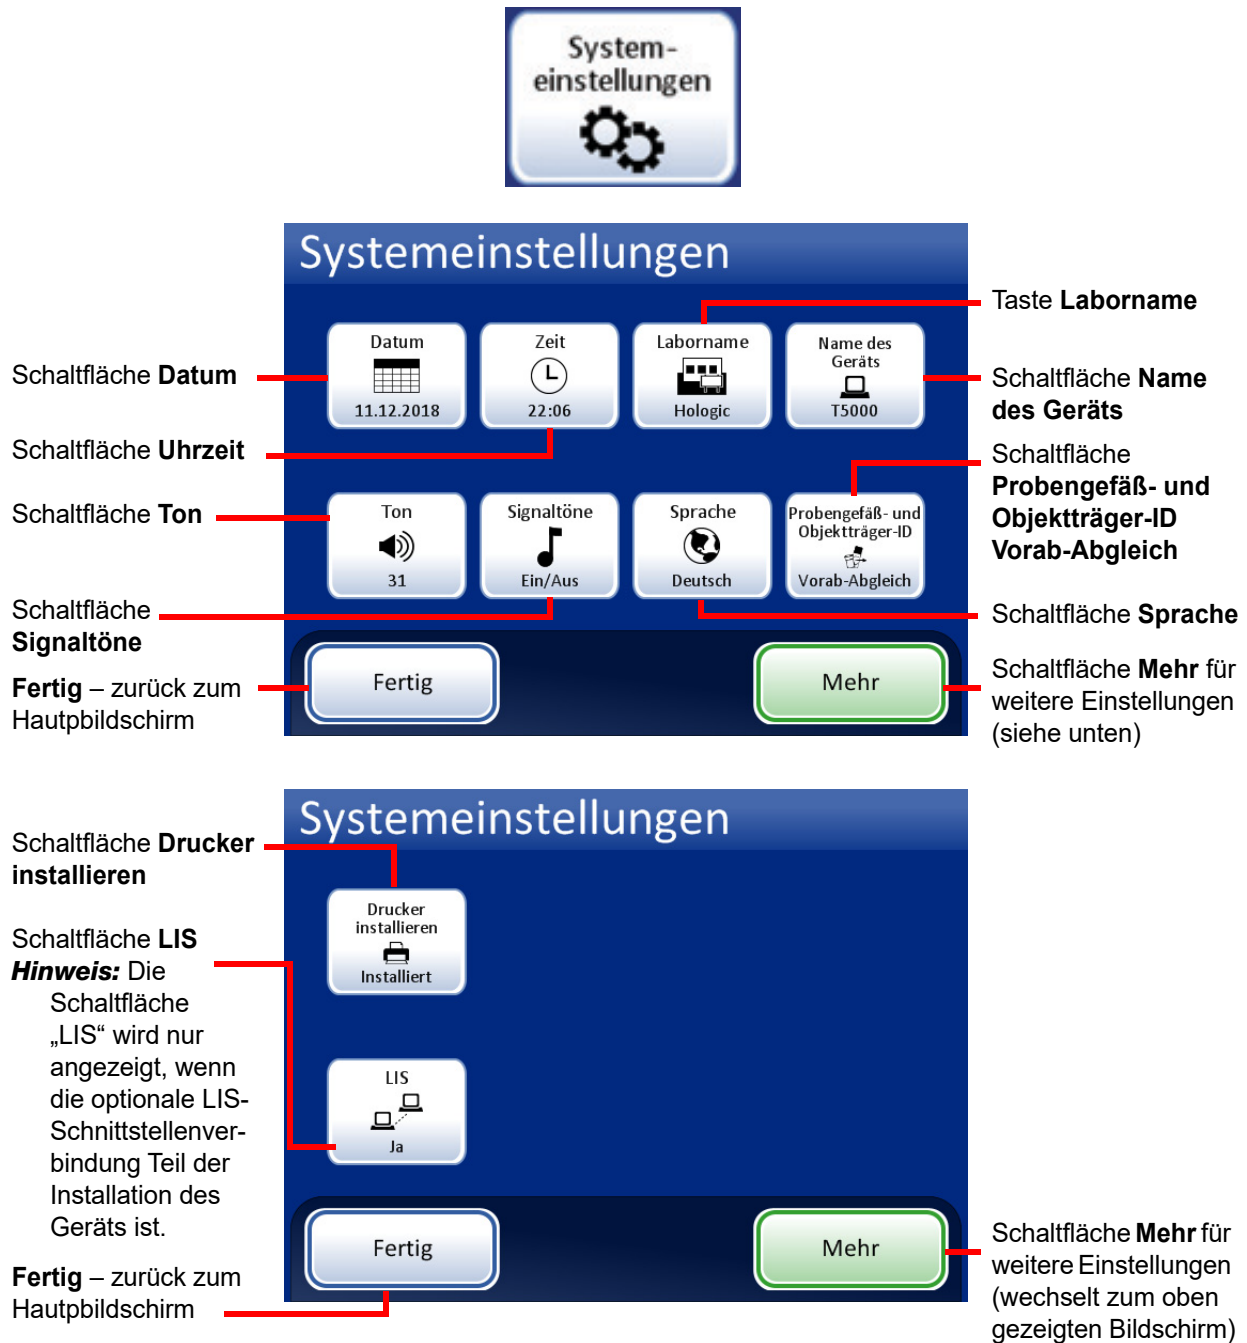 System-
einstellungen
Systemeinstellungen
Taste Laborname
Datum
11.12.2018
Zeit
22:06
Laborname
Hologic
Name des
Geräts
T5000
Schaltfläche Datum
Schaltfläche Name
des Geräts
Schaltfläche Uhrzeit
Schaltfläche
Probengefäß- und
Objektträger-ID
Vorab-Abgleich
Schaltfläche Ton
Ton
31
Signaltöne
Ein/Aus
Sprache
Deutsch
Probengefäß- und
Objektträger-ID
Vorab-Abgleich
Schaltfläche
Signaltöne
Schaltfläche Sprache
Fertig – zurück zum
Hautpbildschirm
Fertig
Mehr
Schaltfläche Mehr für
weitere Einstellungen
(siehe unten)
Systemeinstellungen
Schaltfläche Drucker
installieren
Drucker
installieren
Installiert
Schaltfläche LIS
Hinweis: Die
Schaltfläche
„LIS“ wird nur
angezeigt, wenn
die optionale LIS-
Schnittstellenver-
bindung Teil der
Installation des
Geräts ist.
LIS
Ja
Fertig
Mehr
Fertig – zurück zum
Hautpbildschirm
Schaltfläche Mehr für
weitere Einstellungen
(wechselt zum oben
gezeigten Bildschirm)